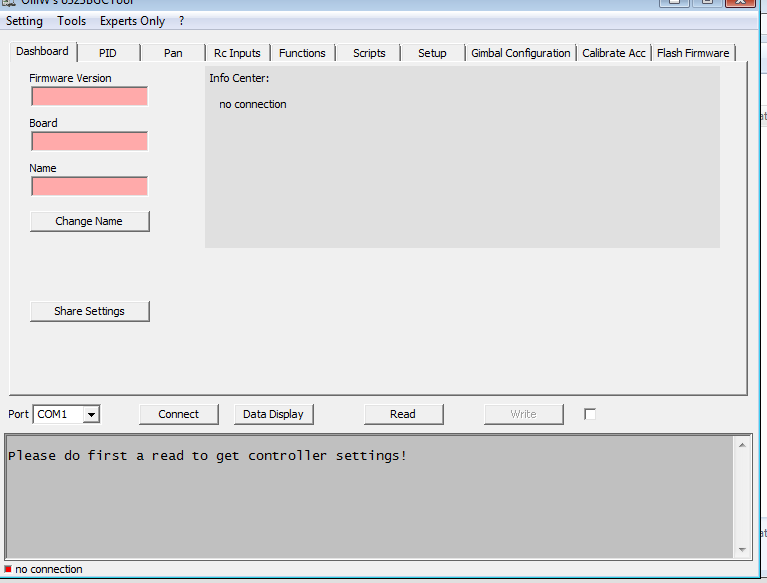 Setting Tools Experts Only ?
Dashboard PID Pan Rc Inputs Functions Scripts Setup Gimbal Configuration Calibrate Acc Flash Firmware
Firmware Version
Info Center:
no connection
Board
Name
Change Name
Share Settings
Port COM1 Connect Data Display Read Write
Please do first a read to get controller settings!
no connection